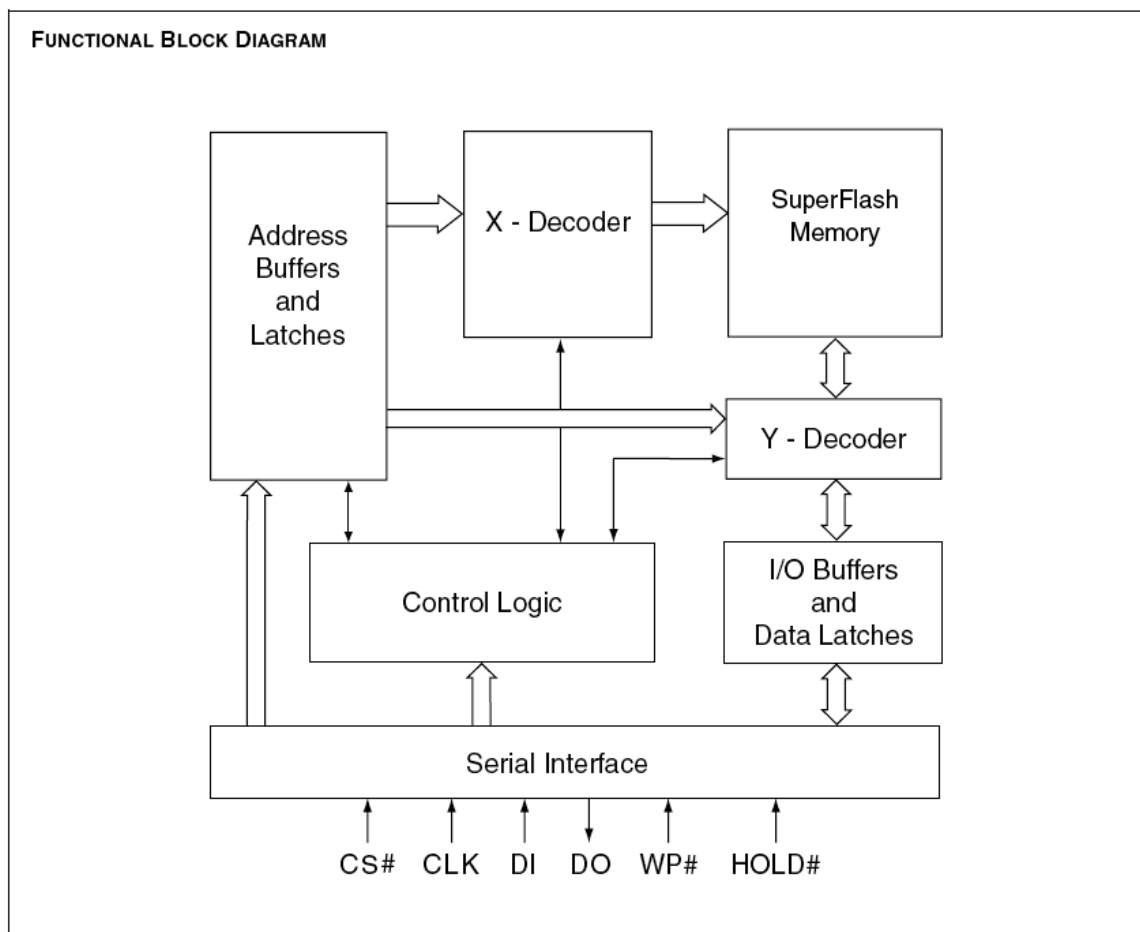 FUNCTIONAL BLOCK DIAGRAM
Address
Buffers
and
Latches
X - Decoder
SuperFlash
Memory
Y - Decoder
Control Logic
I/O Buffers
and
Data Latches
Serial Interface
CS# CLK DI DO WP# HOLD#